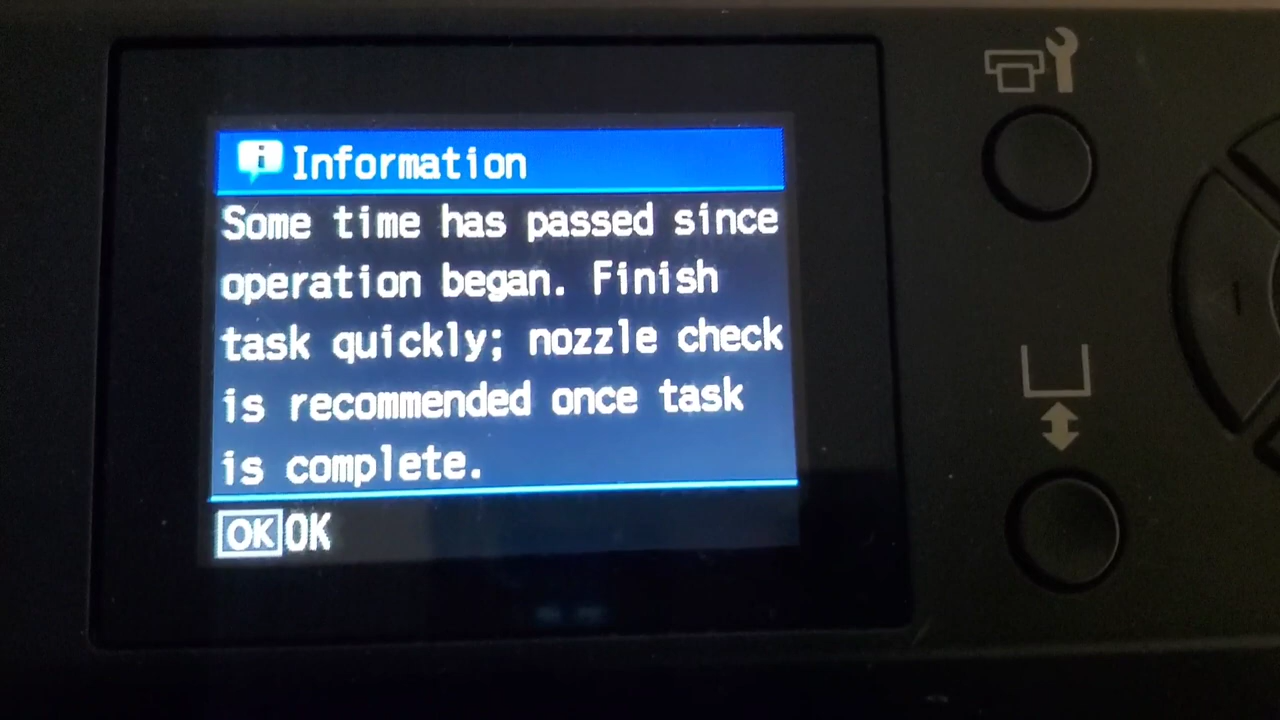 Information
Some time has passed since
operation began. Finish
task quickly; nozzle check
is recommended once task
is complete.
OK OK